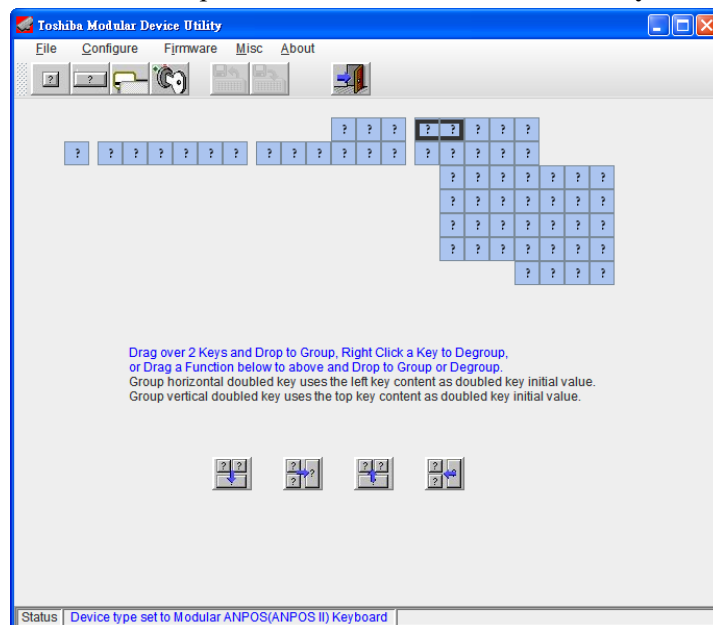 Toshiba Modular Device Utility
File Configure Firmware Misc About
? ?
? ? ? ? ? ? ? ?
? ? ? ? ? ? ? ? ? ? ? ? ? ? ? ? ? ?
? ? ? ? ? ? ?
? ? ? ? ? ? ?
? ? ? ? ? ? ?
? ? ? ? ? ? ?
? ? ? ?
Drag over 2 Keys and Drop to Group, Right Click a Key to Degroup,
or Drag a Function below to above and Drop to Group or Degroup.
Group horizontal doubled key uses the left key content as doubled key initial value.
Group vertical doubled key uses the top key content as doubled key initial value.
? ? ? ? ? ? ? ?
Status Device type set to Modular ANPOS(ANPOS II) Keyboard